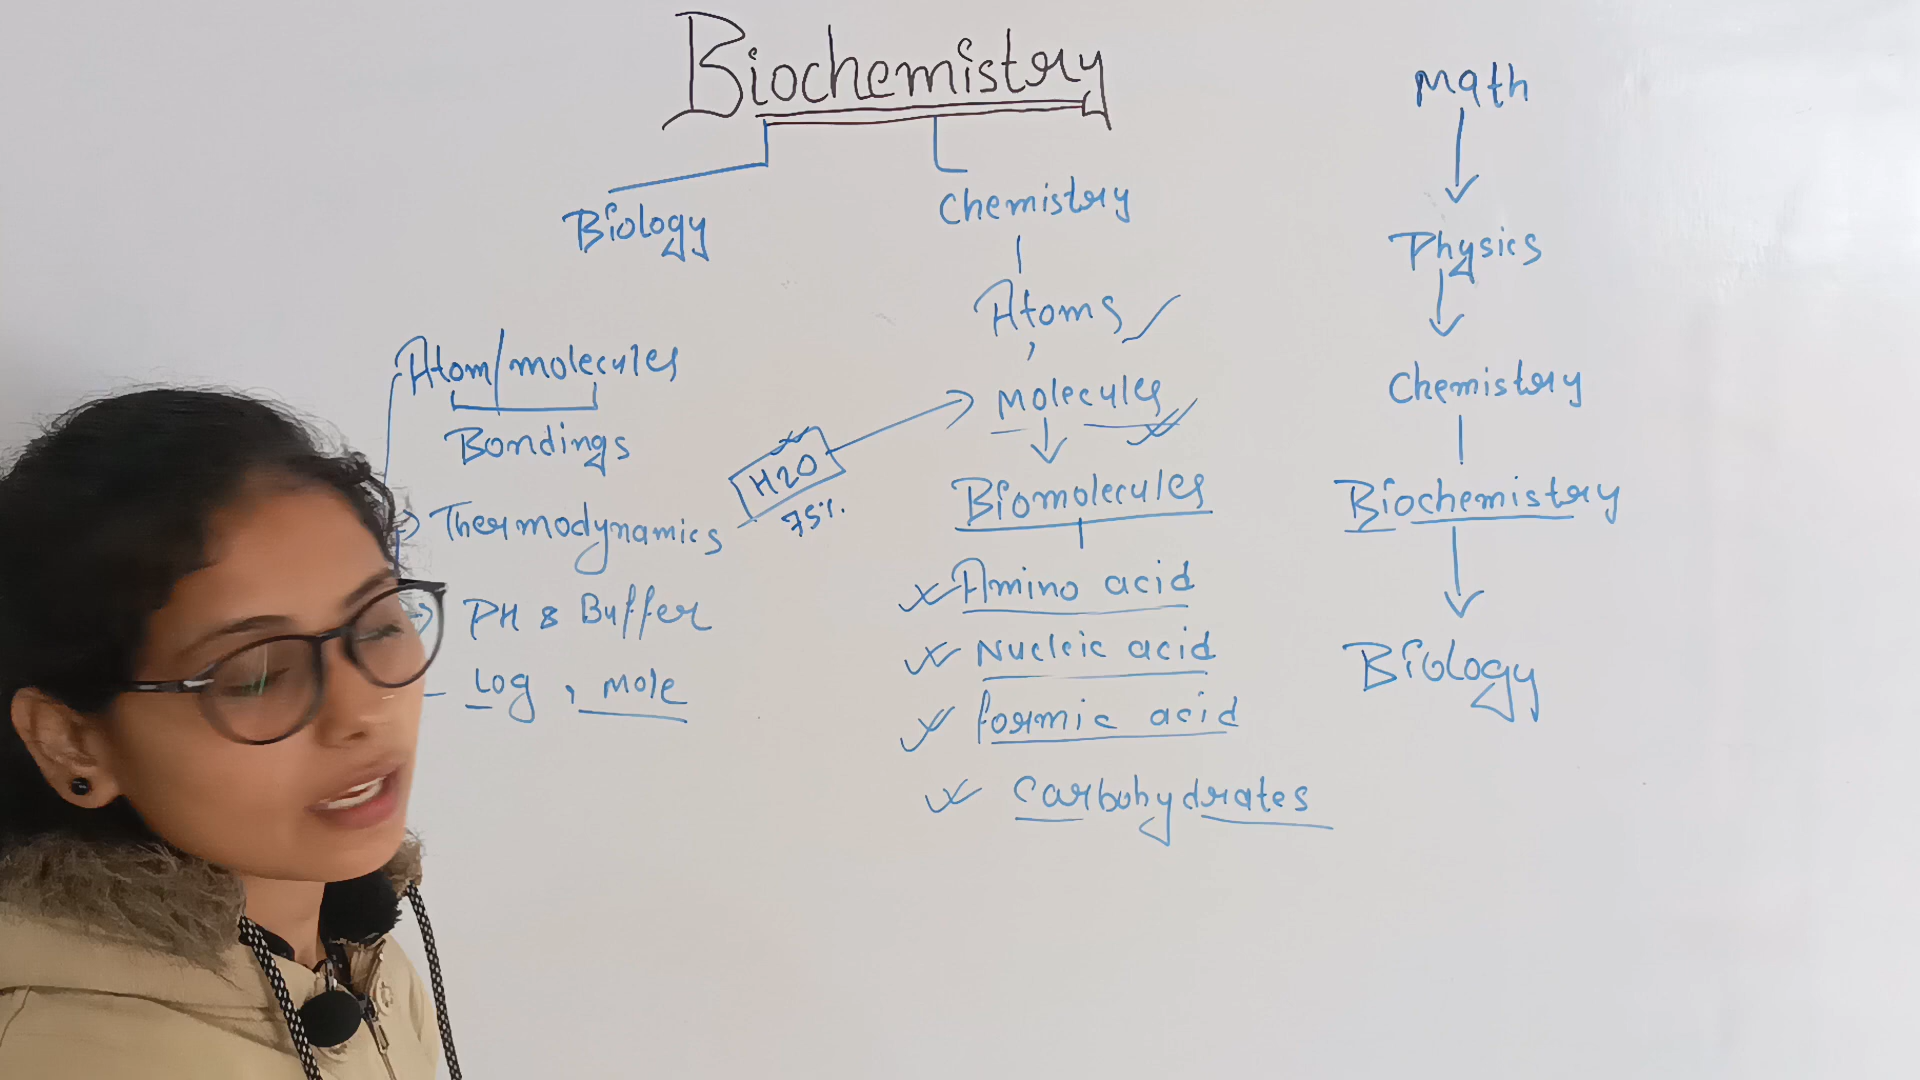 Biochemistry
Biology
Chemistry
Atoms
Molecules
Biomolecules
Amino acid
Nucleic acid
formic acid
Carbohydrates
Atom/molecules
Bondings
Thermodynamics
H2O
75%.
PH & Buffer
Log, mole
Math
Physics
Chemistry
Biochemistry
Biology